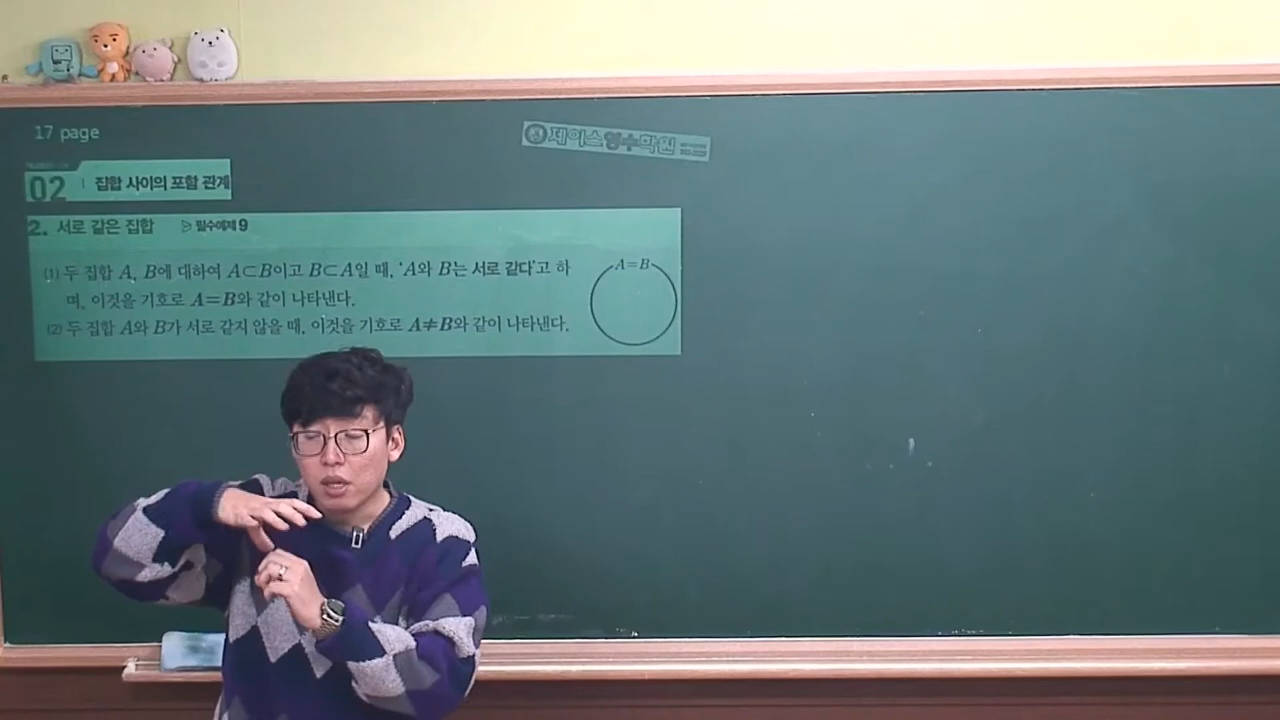 17 page
제이스영수학원
02 집합 사이의 포함 관계
2. 서로 같은 집합 ▷ 필수예제 9
(1) 두 집합 A, B에 대하여 A⊂B이고 B⊂A일 때, ‘A와 B는 서로 같다’고 하
며, 이것을 기호로 A=B와 같이 나타낸다.
(2) 두 집합 A와 B가 서로 같지 않을 때, 이것을 기호로 A≠B와 같이 나타낸다.
A=B